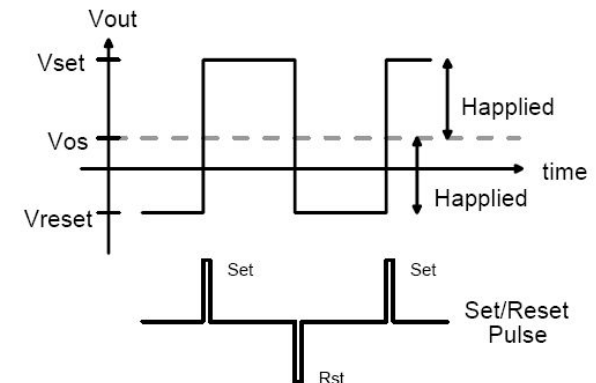 Vout
Vset
Happlied
Vos
time
Happlied
Vreset
Set
Set
Set/Reset
Pulse
Rst